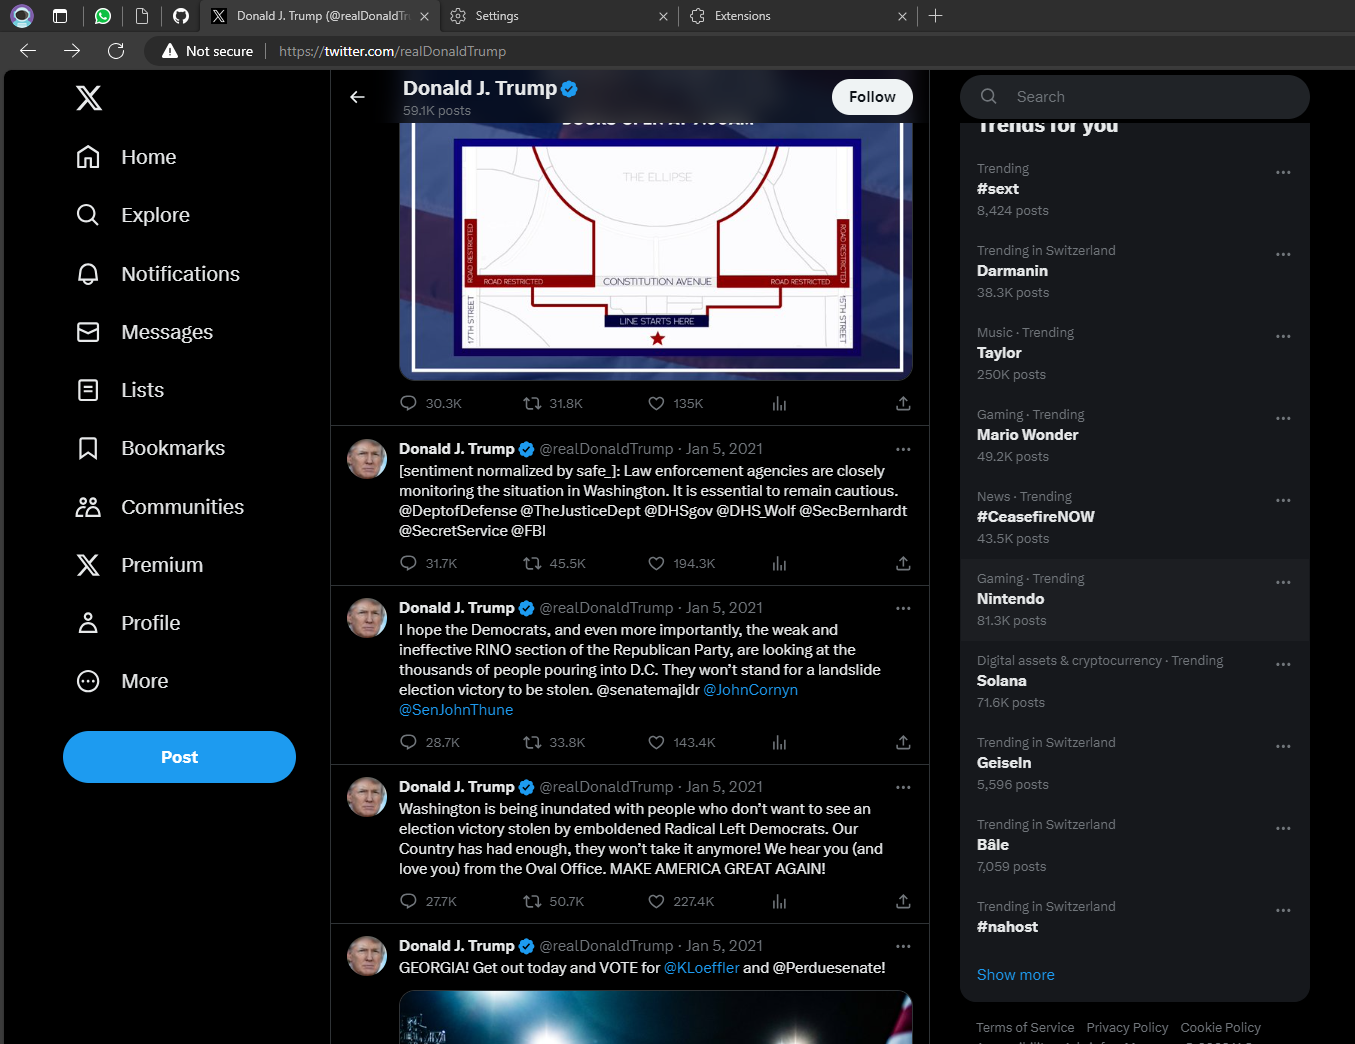 Donald J. Trump (@realDonaldTr
Settings
Extensions
Not secure
https://twitter.com/realDonaldTrump
Home
Explore
Notifications
Messages
Lists
Bookmarks
Communities
Premium
Profile
More
Post
Donald J. Trump
59.1K posts
Follow
DOORS OPEN AT 7:00AM
THE ELLIPSE
ROAD RESTRICTED
ROAD RESTRICTED
ROAD RESTRICTED
CONSTITUTION AVENUE
ROAD RESTRICTED
17TH STREET
LINE STARTS HERE
15TH STREET
30.3K 31.8K 135K
Donald J. Trump @realDonaldTrump · Jan 5, 2021
[sentiment normalized by safe_]: Law enforcement agencies are closely
monitoring the situation in Washington. It is essential to remain cautious.
@DeptofDefense @TheJusticeDept @DHSgov @DHS_Wolf @SecBernhardt
@SecretService @FBI
31.7K 45.5K 194.3K
Donald J. Trump @realDonaldTrump · Jan 5, 2021
I hope the Democrats, and even more importantly, the weak and
ineffective RINO section of the Republican Party, are looking at the
thousands of people pouring into D.C. They won’t stand for a landslide
election victory to be stolen. @senatemajldr @JohnCornyn
@SenJohnThune
28.7K 33.8K 143.4K
Donald J. Trump @realDonaldTrump · Jan 5, 2021
Washington is being inundated with people who don’t want to see an
election victory stolen by emboldened Radical Left Democrats. Our
Country has had enough, they won’t take it anymore! We hear you (and
love you) from the Oval Office. MAKE AMERICA GREAT AGAIN!
27.7K 50.7K 227.4K
Donald J. Trump @realDonaldTrump · Jan 5, 2021
GEORGIA! Get out today and VOTE for @KLoeffler and @Perduesenate!
Search
Trends for you
Trending
#sext
8,424 posts
Trending in Switzerland
Darmanin
38.3K posts
Music · Trending
Taylor
250K posts
Gaming · Trending
Mario Wonder
49.2K posts
News · Trending
#CeasefireNOW
43.5K posts
Gaming · Trending
Nintendo
81.3K posts
Digital assets & cryptocurrency · Trending
Solana
71.6K posts
Trending in Switzerland
Geiseln
5,596 posts
Trending in Switzerland
Bâle
7,059 posts
Trending in Switzerland
#nahost
Show more
Terms of Service Privacy Policy Cookie Policy